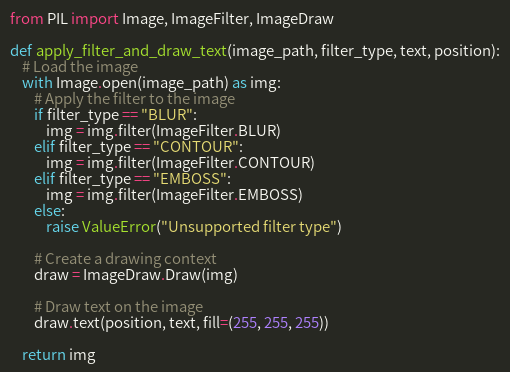 from PIL import Image, ImageFilter, ImageDraw

def apply_filter_and_draw_text(image_path, filter_type, text, position):
    # Load the image
    with Image.open(image_path) as img:
        # Apply the filter to the image
        if filter_type == "BLUR":
            img = img.filter(ImageFilter.BLUR)
        elif filter_type == "CONTOUR":
            img = img.filter(ImageFilter.CONTOUR)
        elif filter_type == "EMBOSS":
            img = img.filter(ImageFilter.EMBOSS)
        else:
            raise ValueError("Unsupported filter type")

        # Create a drawing context
        draw = ImageDraw.Draw(img)

        # Draw text on the image
        draw.text(position, text, fill=(255, 255, 255))

    return img